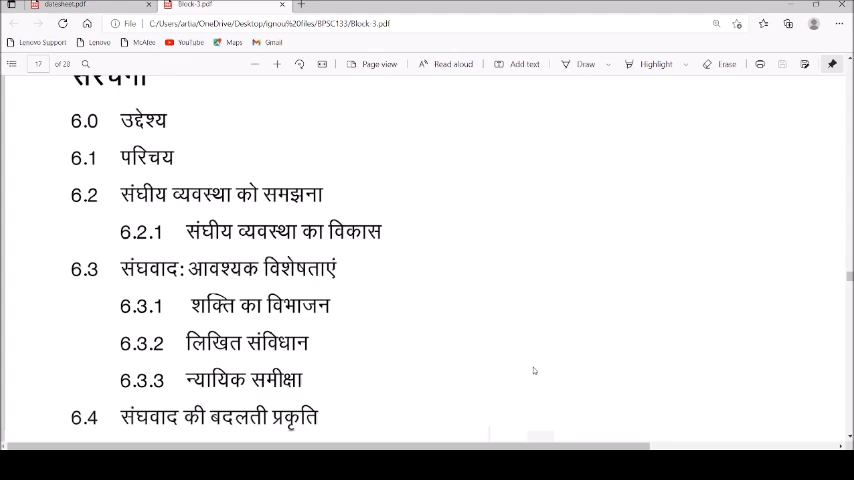 datesheet.pdf
Block-3.pdf
File
C:/Users/artia/OneDrive/Desktop/ignou%20files/BPSC133/Block-3.pdf
Lenovo Support Lenovo McAfee YouTube Maps Gmail
17 of 28 Page view Read aloud Add text Draw Highlight Erase
संरचना
6.0 उद्देश्य
6.1 परिचय
6.2 संघीय व्यवस्था को समझना
6.2.1 संघीय व्यवस्था का विकास
6.3 संघवाद: आवश्यक विशेषताएं
6.3.1 शक्ति का विभाजन
6.3.2 लिखित संविधान
6.3.3 न्यायिक समीक्षा
6.4 संघवाद की बदलती प्रकृति